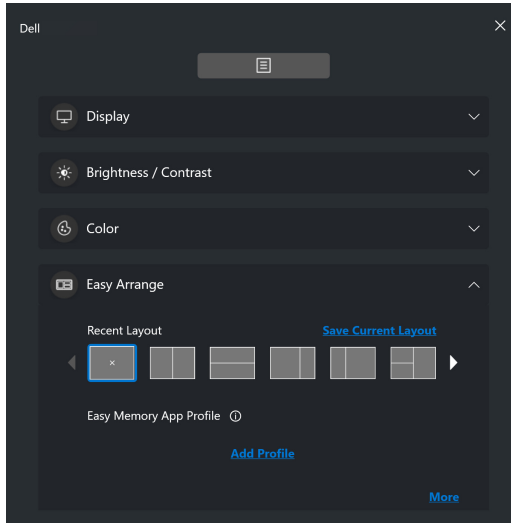 Dell
Display
Brightness / Contrast
Color
Easy Arrange
Recent Layout
Save Current Layout
Easy Memory App Profile
Add Profile
More